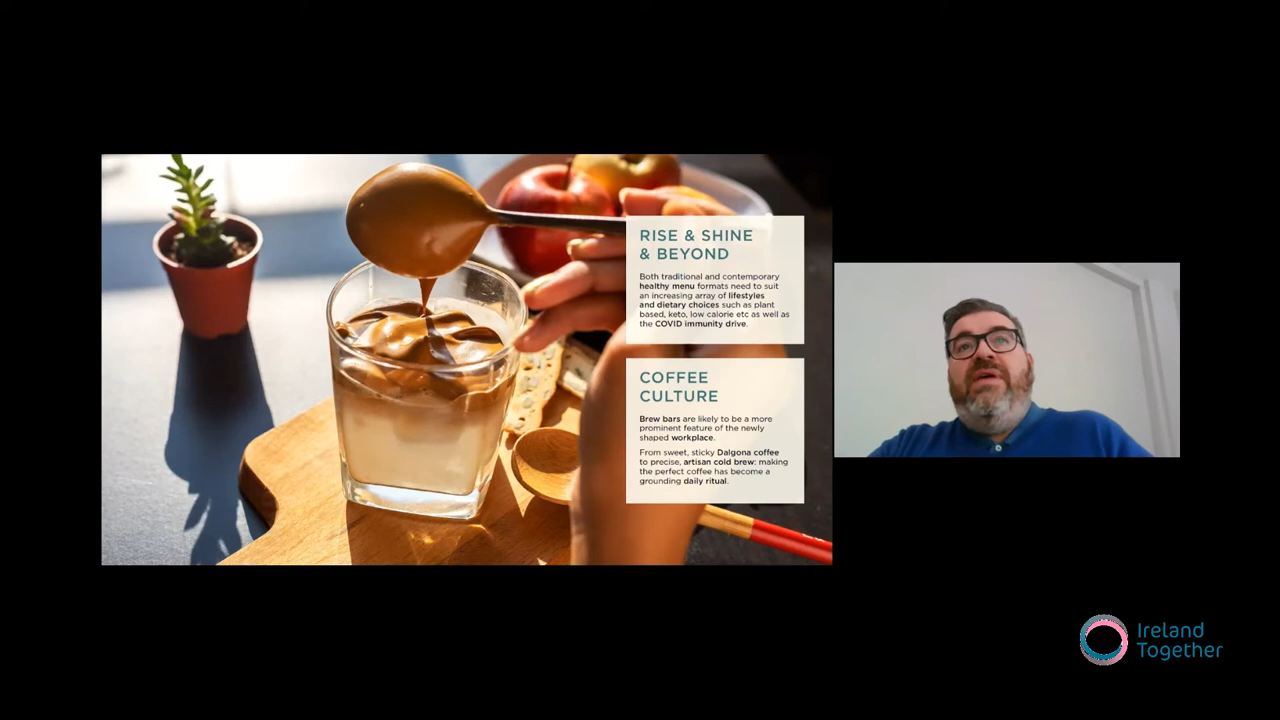 RISE & SHINE
& BEYOND
Both traditional and contemporary
healthy menu formats need to suit
an increasing array of lifestyles
and dietary choices such as plant
based, keto, low calorie etc as well as
the COVID immunity drive.
COFFEE
CULTURE
Brew bars are likely to be a more
prominent feature of the newly
shaped workplace.
From sweet, sticky Dalgona coffee
to precise, artisan cold brew: making
the perfect coffee has become a
grounding daily ritual.
Ireland
Together